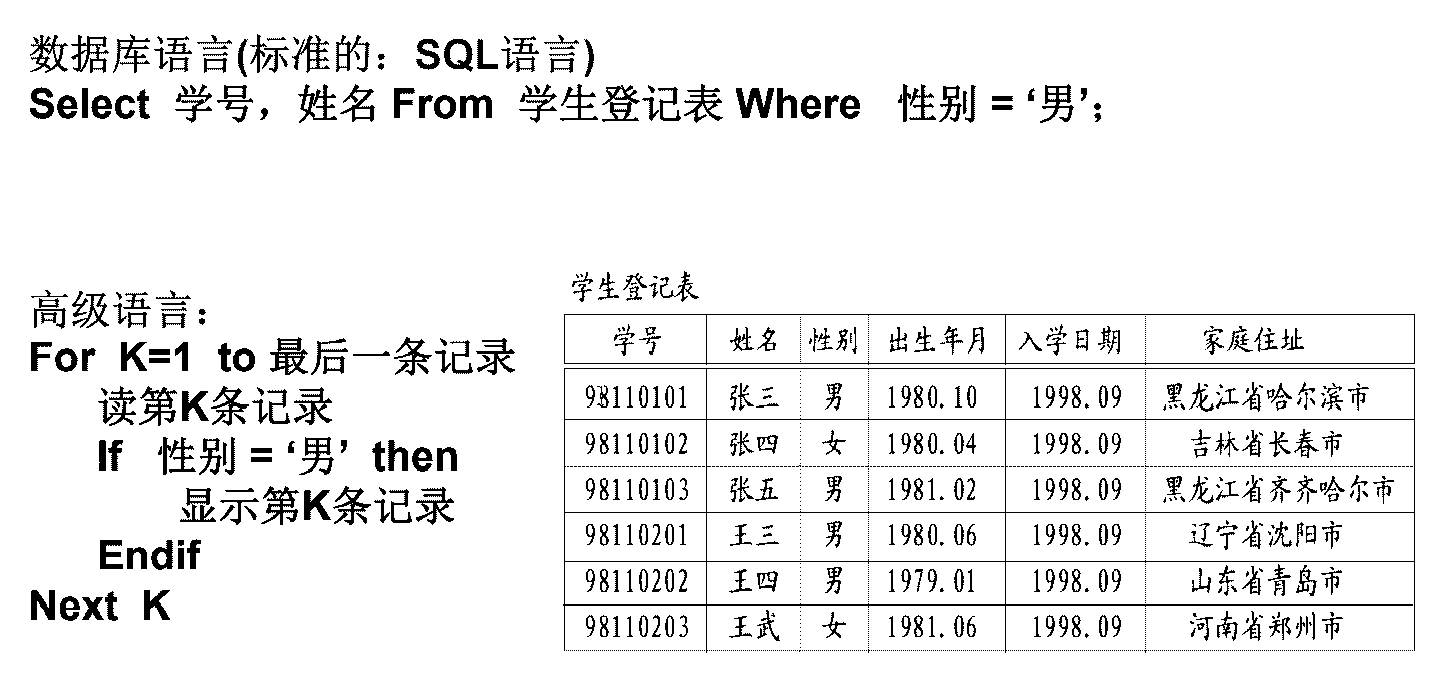 数据库语言(标准的：SQL语言)
Select 学号，姓名 From 学生登记表 Where 性别 = ‘男’；
高级语言：
For K=1 to 最后一条记录
读第K条记录
If 性别 = ‘男’ then
显示第K条记录
Endif
Next K
学生登记表
学号 姓名 性别 出生年月 入学日期 家庭住址
98110101 张三 男 1980.10 1998.09 黑龙江省哈尔滨市
98110102 张四 女 1980.04 1998.09 吉林省长春市
98110103 张五 男 1981.02 1998.09 黑龙江省齐齐哈尔市
98110201 王三 男 1980.06 1998.09 辽宁省沈阳市
98110202 王四 男 1979.01 1998.09 山东省青岛市
98110203 王武 女 1981.06 1998.09 河南省郑州市